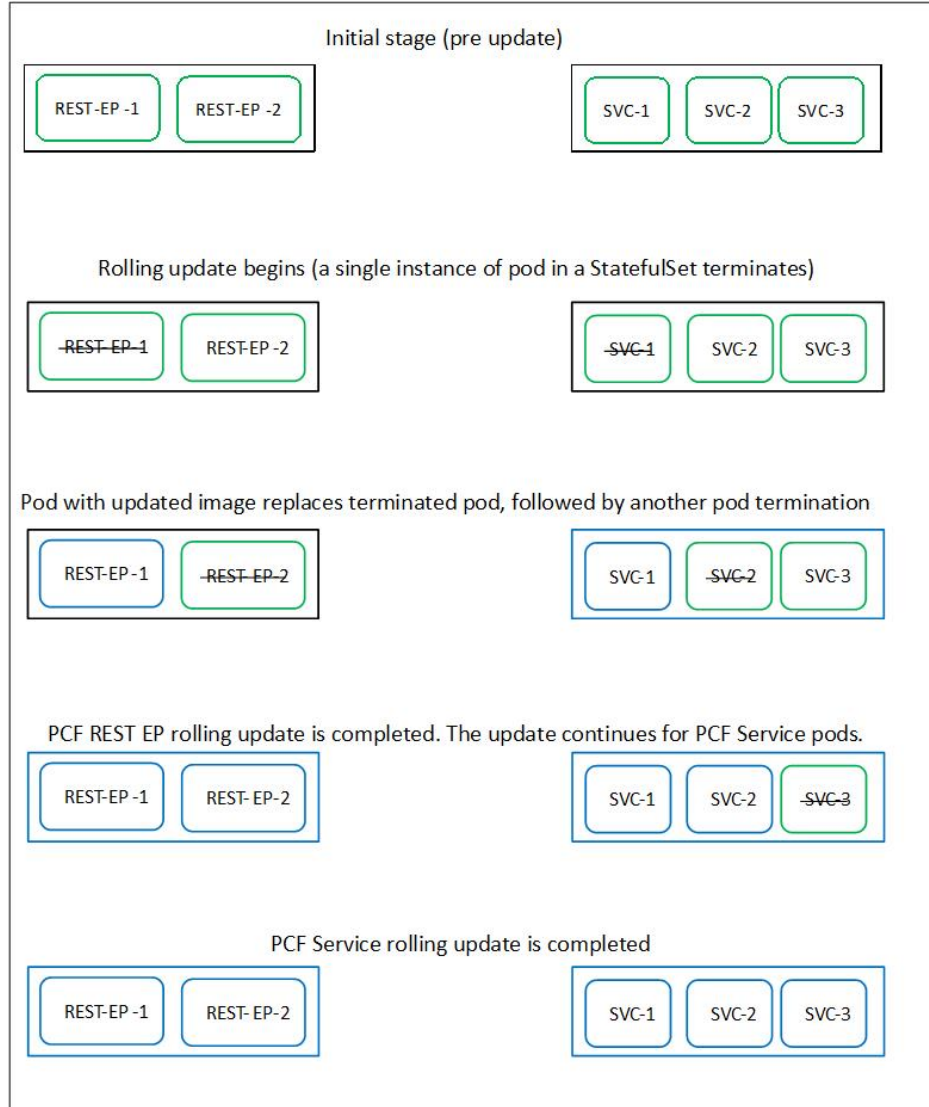 Initial stage (pre update)
REST-EP -1 REST-EP -2 SVC-1 SVC-2 SVC-3
Rolling update begins (a single instance of pod in a StatefulSet terminates)
REST-EP-1 REST-EP -2 SVC-1 SVC-2 SVC-3
Pod with updated image replaces terminated pod, followed by another pod termination
REST-EP -1 REST-EP-2 SVC-1 SVC-2 SVC-3
PCF REST EP rolling update is completed. The update continues for PCF Service pods.
REST-EP -1 REST-EP-2 SVC-1 SVC-2 SVC-3
PCF Service rolling update is completed
REST-EP -1 REST-EP-2 SVC-1 SVC-2 SVC-3